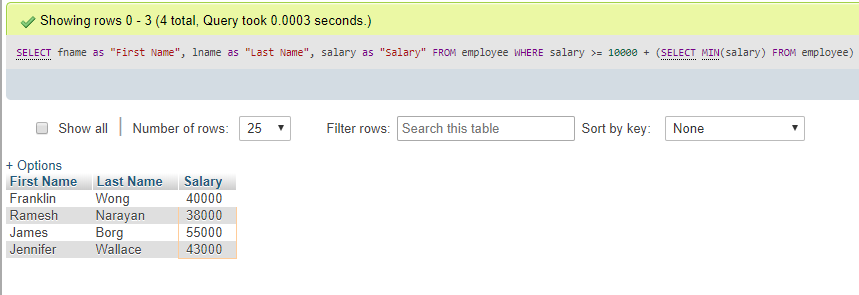 Showing rows 0 - 3 (4 total, Query took 0.0003 seconds.)
SELECT fname as "First Name", lname as "Last Name", salary as "Salary" FROM employee WHERE salary >= 10000 + (SELECT MIN(salary) FROM employee)
Show all | Number of rows: 25 Filter rows: Search this table Sort by key: None
+ Options
First Name Last Name Salary
Franklin Wong 40000
Ramesh Narayan 38000
James Borg 55000
Jennifer Wallace 43000